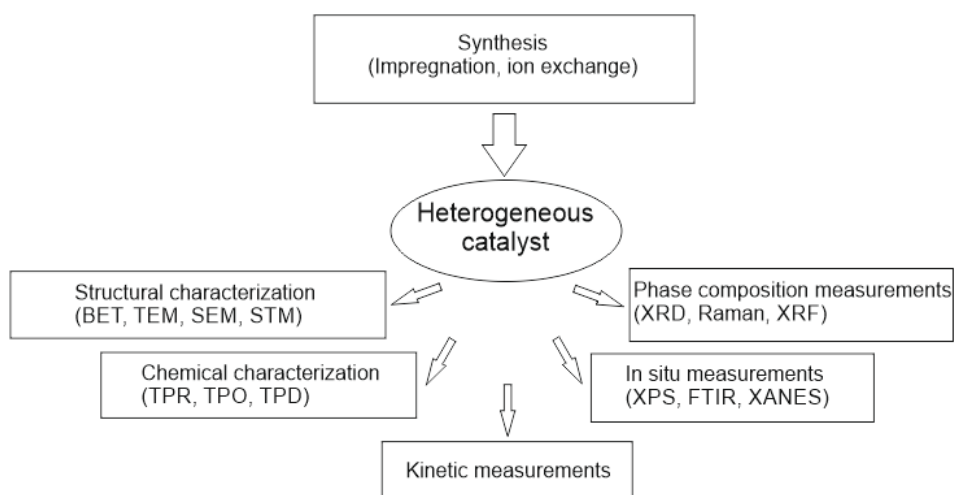 Synthesis
(Impregnation, ion exchange)
Heterogeneous
catalyst
Structural characterization
(BET, TEM, SEM, STM)
Phase composition measurements
(XRD, Raman, XRF)
Chemical characterization
(TPR, TPO, TPD)
In situ measurements
(XPS, FTIR, XANES)
Kinetic measurements